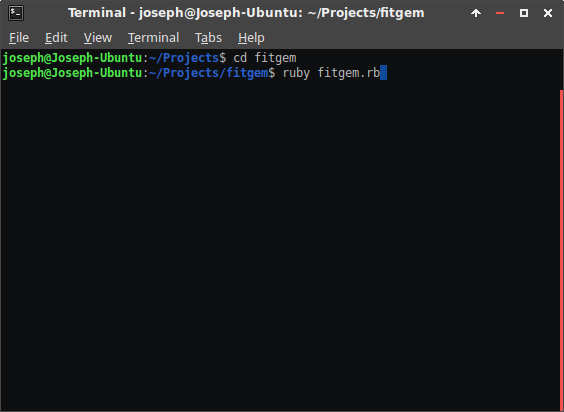 Terminal - joseph@Joseph-Ubuntu: ~/Projects/fitgem
File Edit View Terminal Tabs Help
joseph@Joseph-Ubuntu:~/Projects$ cd fitgem
joseph@Joseph-Ubuntu:~/Projects/fitgem$ ruby fitgem.rb